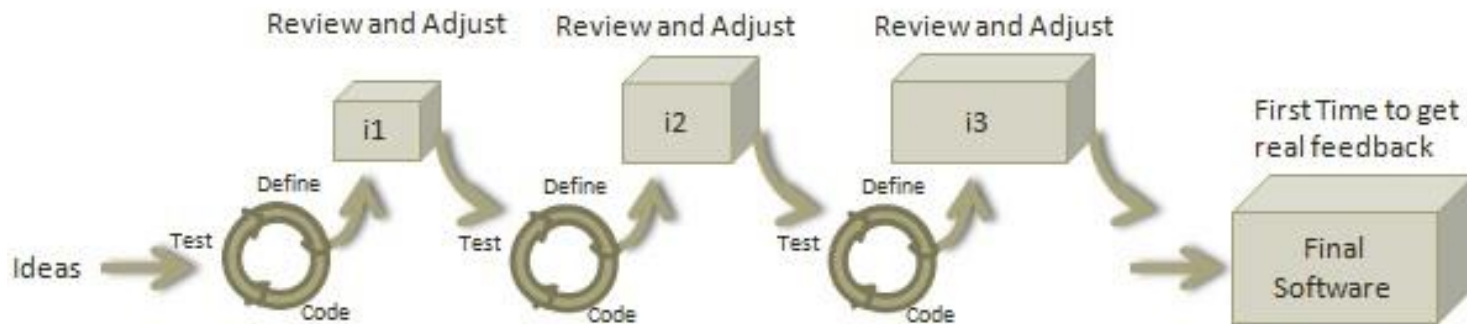 Review and Adjust
Review and Adjust
Review and Adjust
i1
i2
i3
First Time to get
real feedback
Define
Define
Define
Test
Test
Test
Ideas
Code
Code
Code
Final
Software